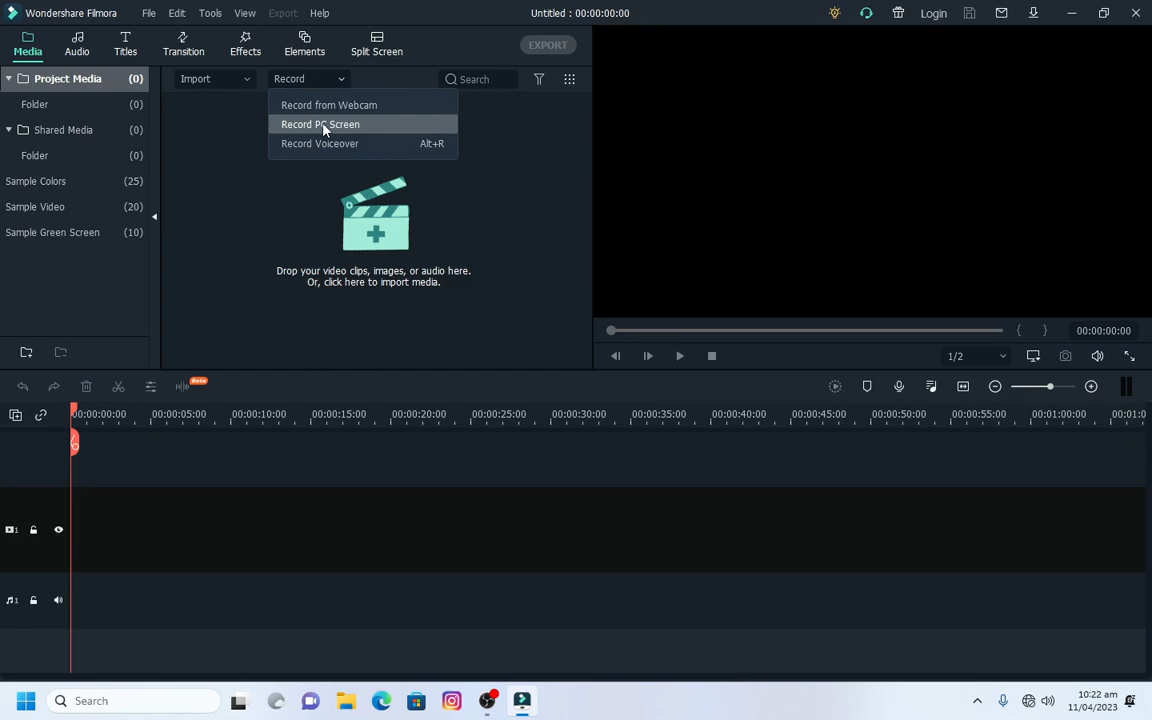 Wondershare Filmora
File Edit Tools View Export Help
Untitled : 00:00:00:00
Login
Media Audio Titles Transition Effects Elements Split Screen
EXPORT
Project Media (0)
Import Record Search
Folder (0)
Record from Webcam
Record PC Screen
Record Voiceover Alt+R
Shared Media (0)
Folder (0)
Sample Colors (25)
Sample Video (20)
Sample Green Screen (10)
Drop your video clips, images, or audio here.
Or, click here to import media.
{ } 00:00:00:00
1/2
Beta
00:00:00:00 00:00:05:00 00:00:10:00 00:00:15:00 00:00:20:00 00:00:25:00 00:00:30:00 00:00:35:00 00:00:40:00 00:00:45:00 00:00:50:00 00:00:55:00 00:01:00:00 00:01:0
1
1
Search
10:22 am
11/04/2023